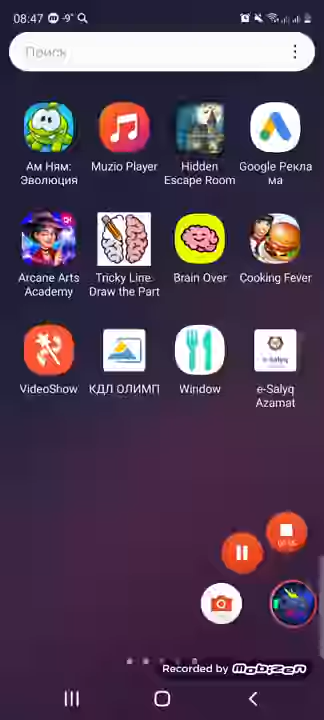 08:47
-9°
Поиск
Ам Ням:
Эволюция
Muzio Player
Hidden
Escape Room
Google Рекла
ма
Arcane Arts
Academy
Tricky Line.
Draw the Part
Brain Over
Cooking Fever
VideoShow
КДЛ ОЛИМП
Window
e-Salyq
e-Salyq
Azamat
Recorded by mobizen